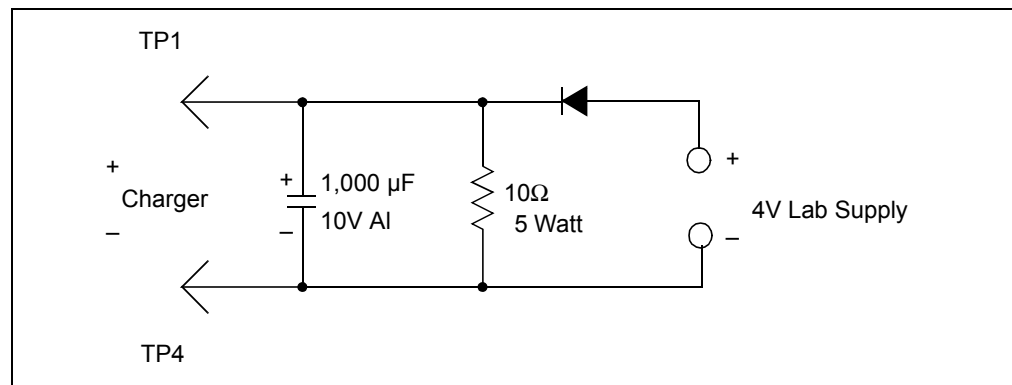 TP1
+
Charger
–
+
1,000 µF
10V Al
–
10Ω
5 Watt
+
4V Lab Supply
–
TP4